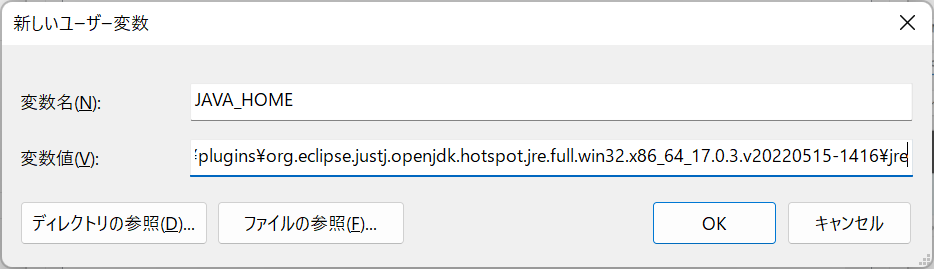 新しいユーザー変数
変数名(N):
JAVA_HOME
変数値(V):
¥plugins¥org.eclipse.justj.openjdk.hotspot.jre.full.win32.x86_64_17.0.3.v20220515-1416¥jre
ディレクトリの参照(D)... ファイルの参照(F)... OK キャンセル